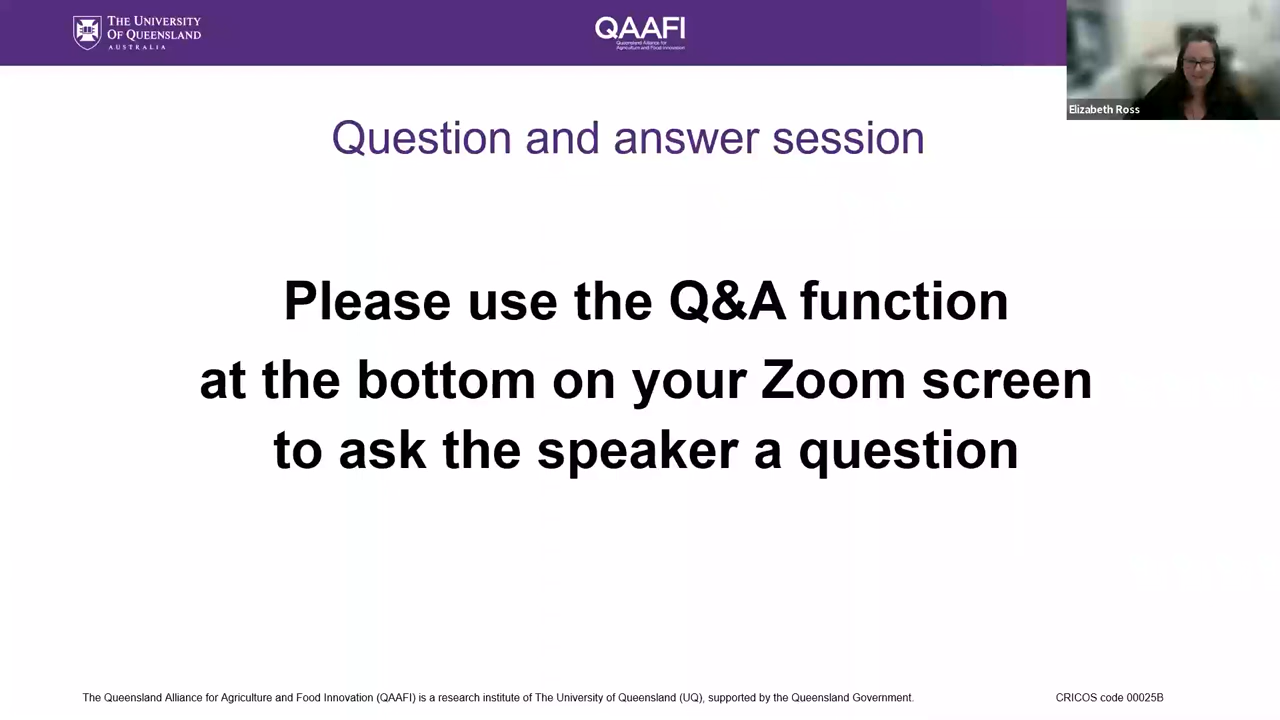 THE UNIVERSITY
OF QUEENSLAND
AUSTRALIA
QAAFI
Queensland Alliance for
Agriculture and Food Innovation
Elizabeth Ross
Question and answer session
Please use the Q&A function
at the bottom on your Zoom screen
to ask the speaker a question
The Queensland Alliance for Agriculture and Food Innovation (QAAFI) is a research institute of The University of Queensland (UQ), supported by the Queensland Government.
CRICOS code 00025B